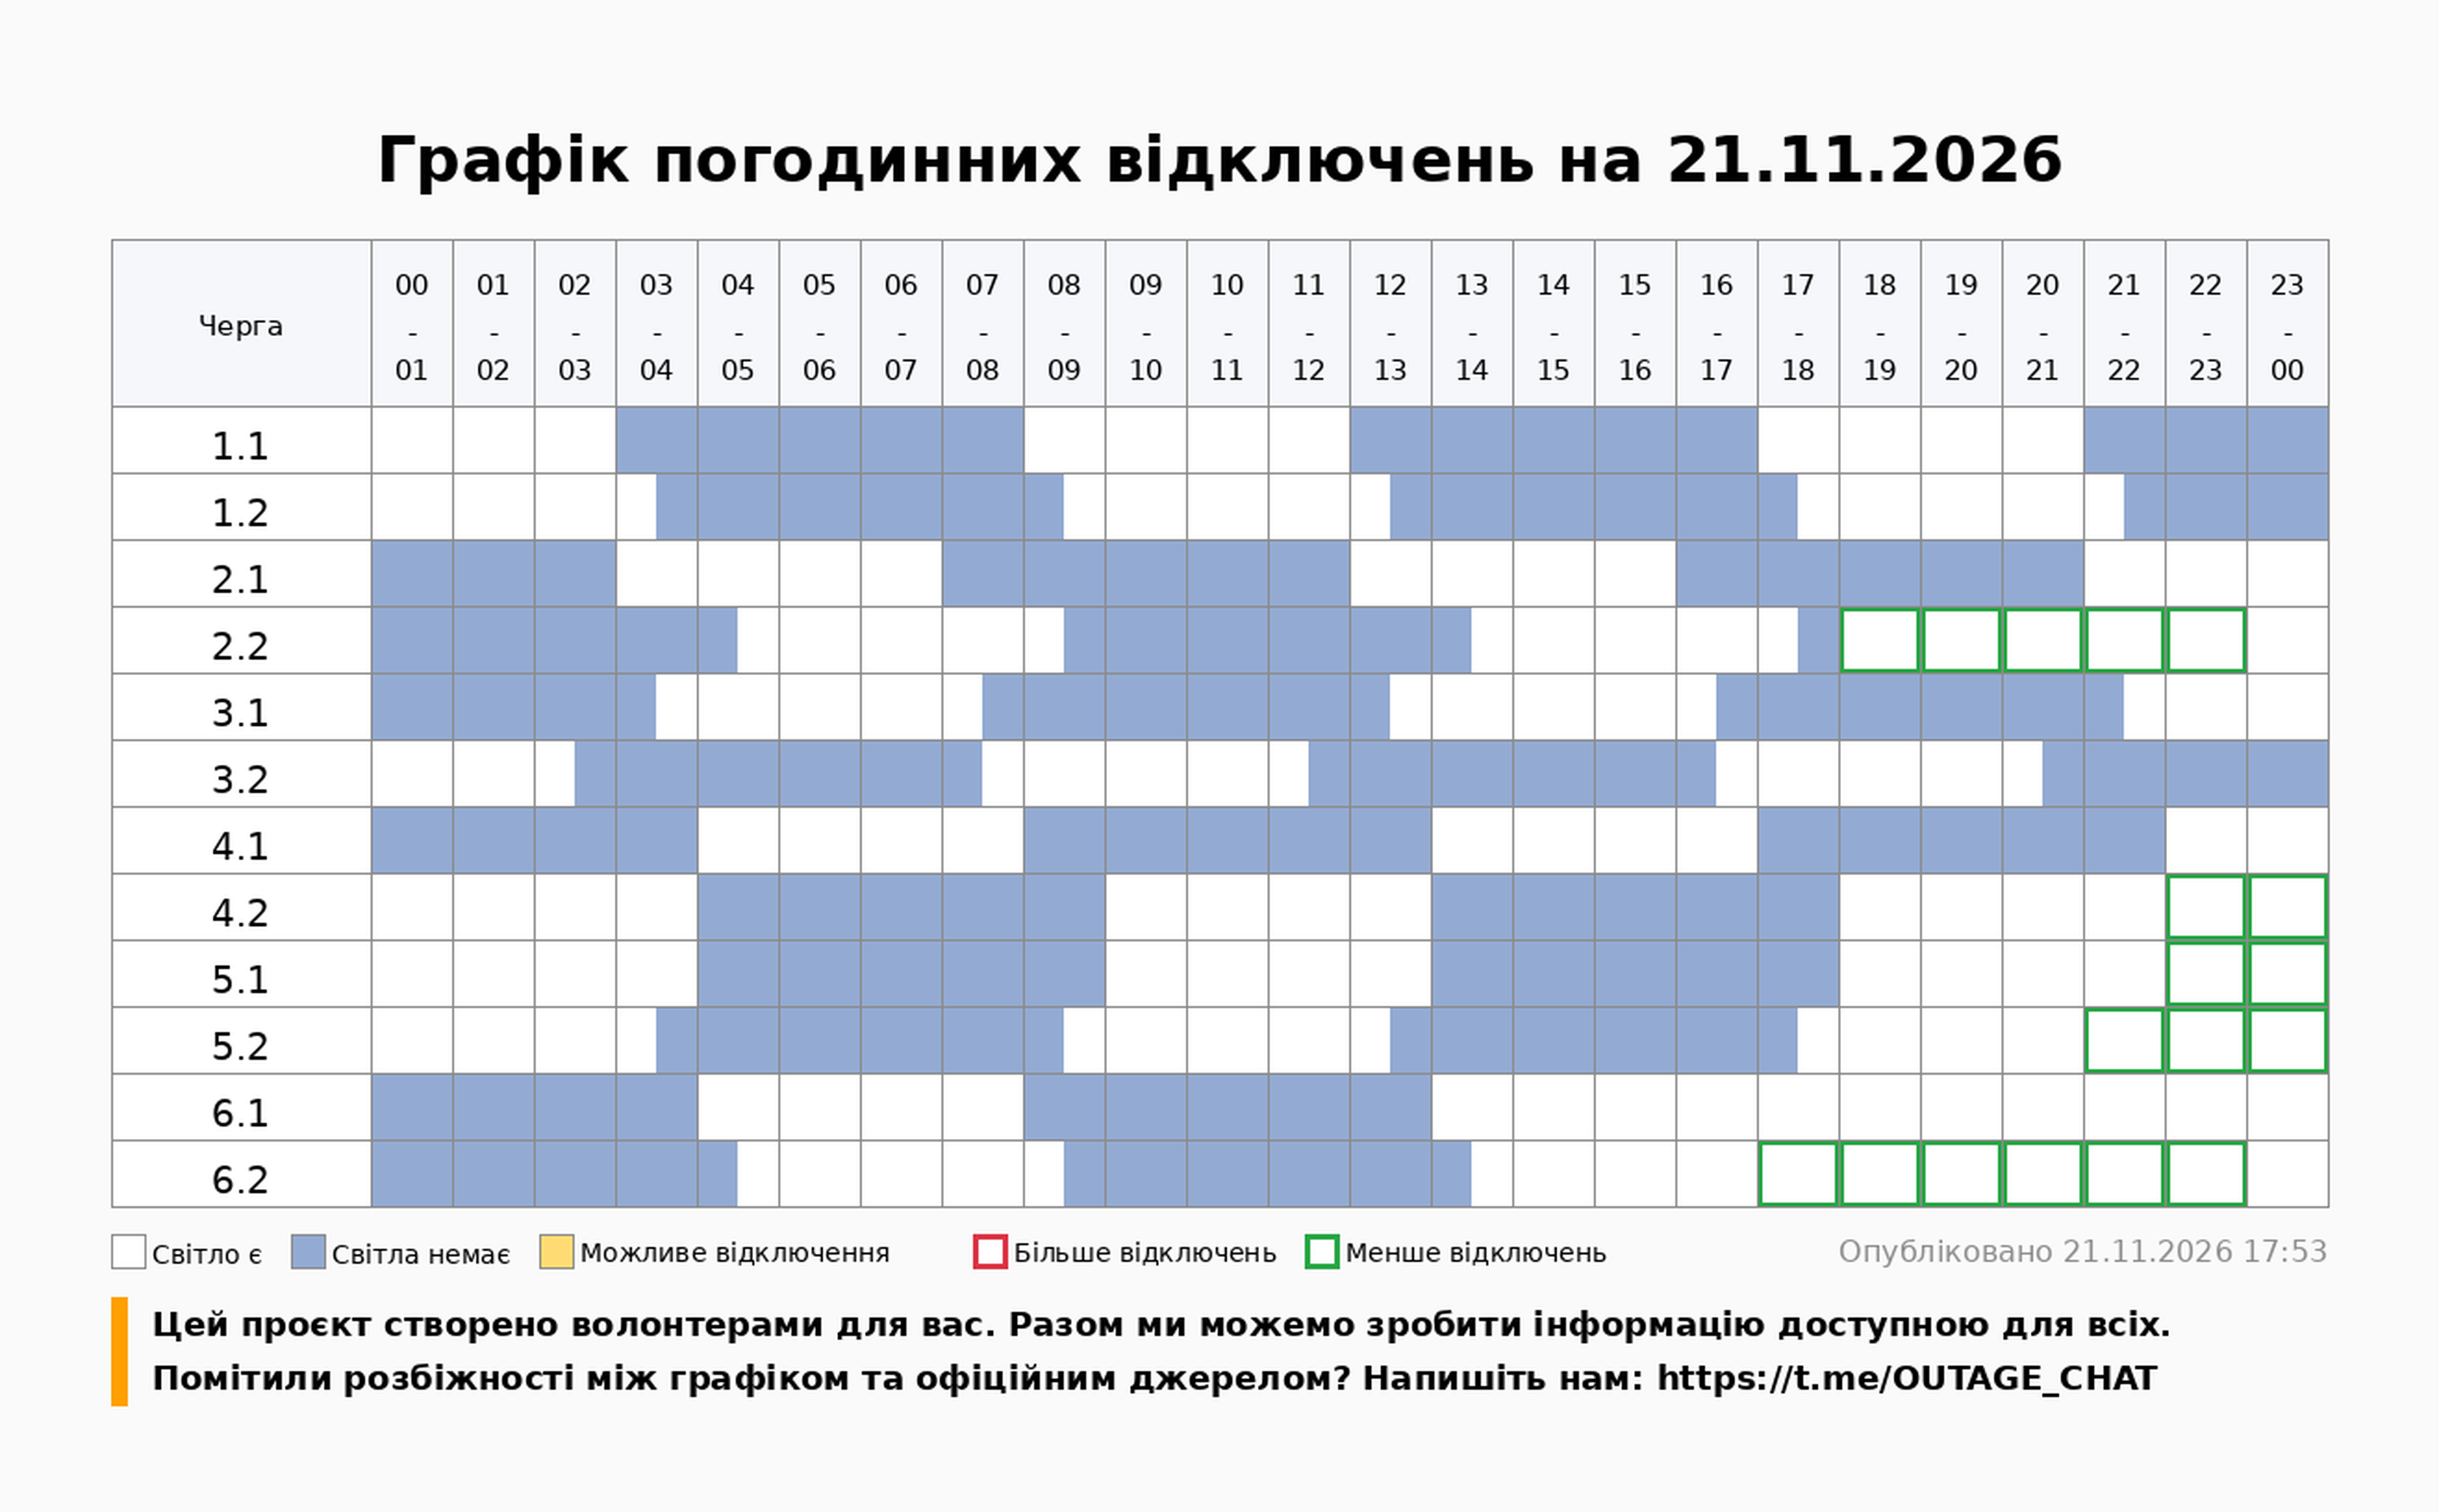 Графік погодинних відключень на 21.11.2026
Черга 00 - 01 01 - 02 02 - 03 03 - 04 04 - 05 05 - 06 06 - 07 07 - 08 08 - 09 09 - 10 10 - 11 11 - 12 12 - 13 13 - 14 14 - 15 15 - 16 16 - 17 17 - 18 18 - 19 19 - 20 20 - 21 21 - 22 22 - 23 23 - 00
1.1
1.2
2.1
2.2
3.1
3.2
4.1
4.2
5.1
5.2
6.1
6.2
Світло є Світла немає Можливе відключення Більше відключень Менше відключень Опубліковано 21.11.2026 17:53
Цей проєкт створено волонтерами для вас. Разом ми можемо зробити інформацію доступною для всіх.
Помітили розбіжності між графіком та офіційним джерелом? Напишіть нам: https://t.me/OUTAGE_CHAT